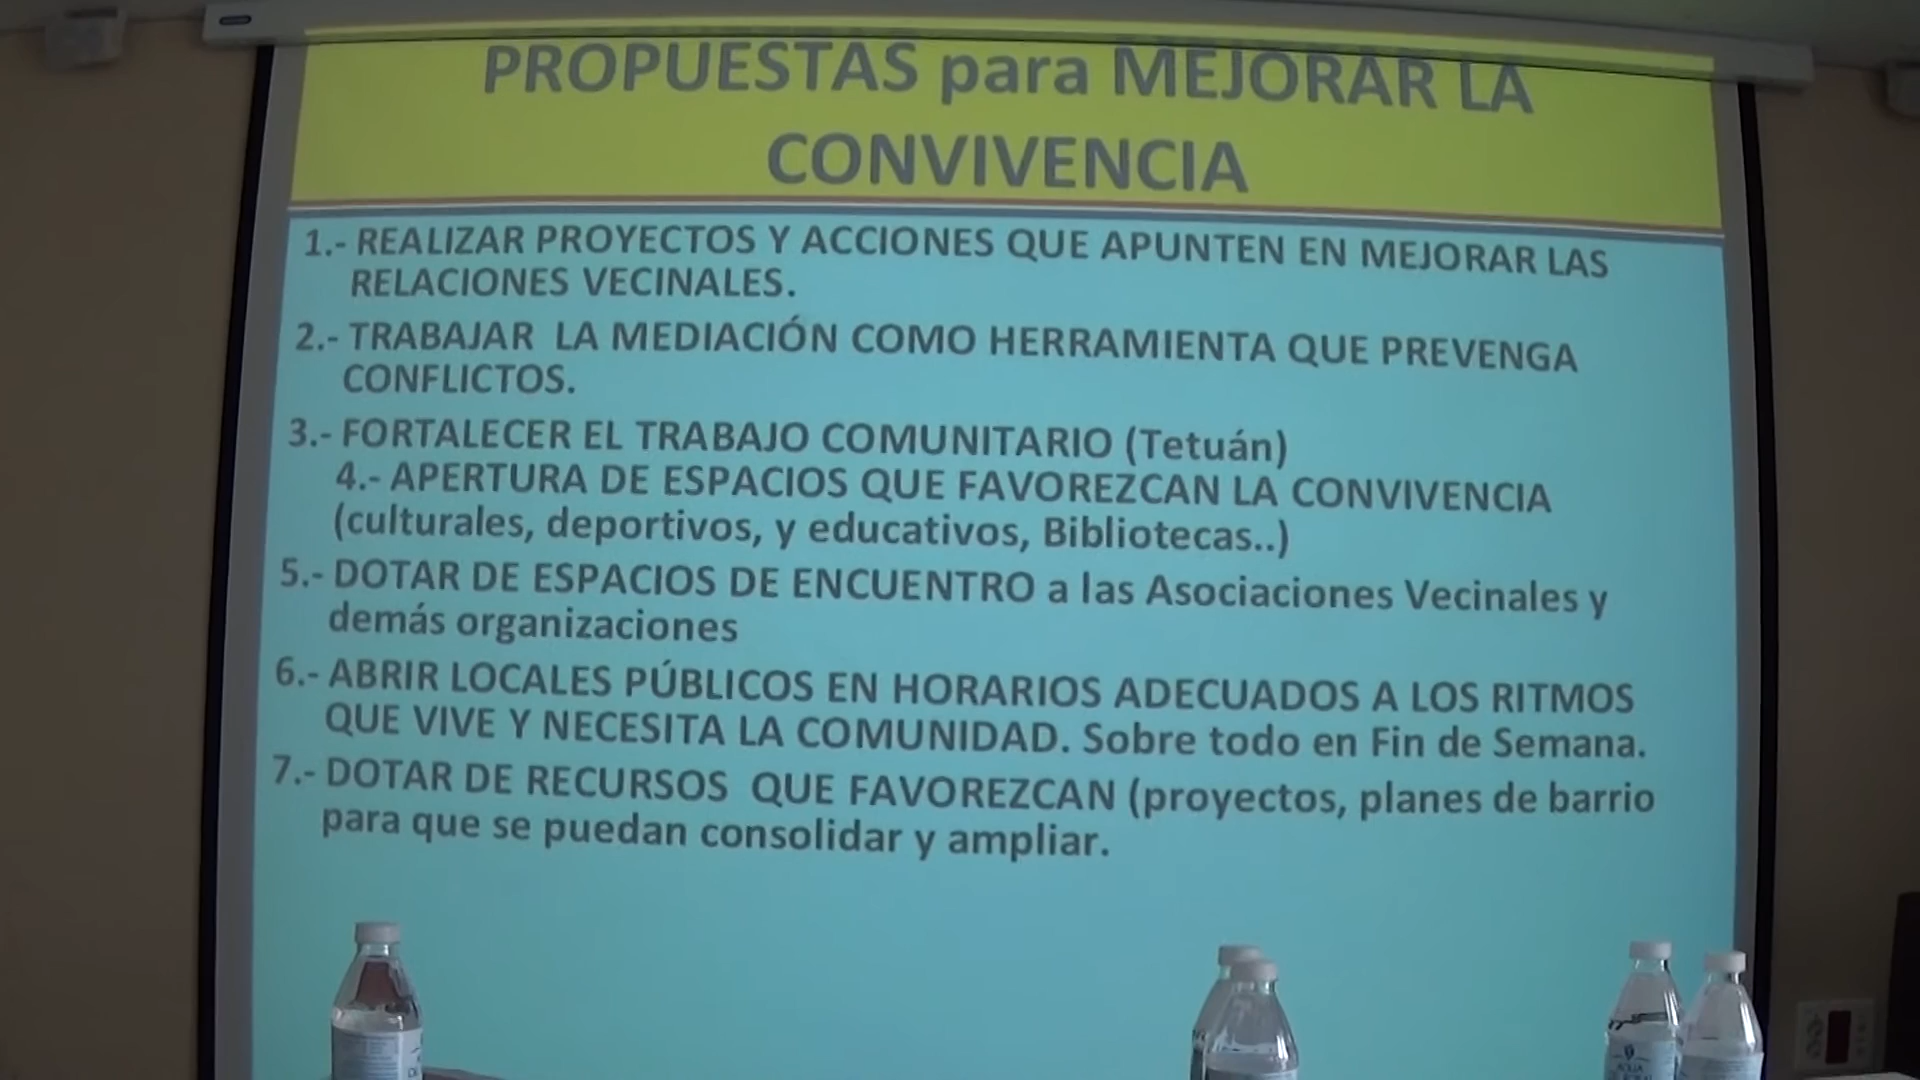 PROPUESTAS para MEJORAR LA
CONVIVENCIA
1.- REALIZAR PROYECTOS Y ACCIONES QUE APUNTEN EN MEJORAR LAS
RELACIONES VECINALES.
2.- TRABAJAR LA MEDIACIÓN COMO HERRAMIENTA QUE PREVENGA
CONFLICTOS.
3.- FORTALECER EL TRABAJO COMUNITARIO (Tetuán)
4.- APERTURA DE ESPACIOS QUE FAVOREZCAN LA CONVIVENCIA
(culturales, deportivos, y educativos, Bibliotecas..)
5.- DOTAR DE ESPACIOS DE ENCUENTRO a las Asociaciones Vecinales y
demás organizaciones
6.- ABRIR LOCALES PÚBLICOS EN HORARIOS ADECUADOS A LOS RITMOS
QUE VIVE Y NECESITA LA COMUNIDAD. Sobre todo en Fin de Semana.
7.- DOTAR DE RECURSOS QUE FAVOREZCAN (proyectos, planes de barrio
para que se puedan consolidar y ampliar.